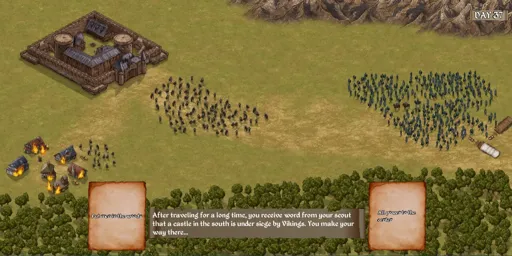 DAY 37
After traveling for a long time, you receive word from your scout
that a castle in the south is under siege by Vikings. You make your
way there...